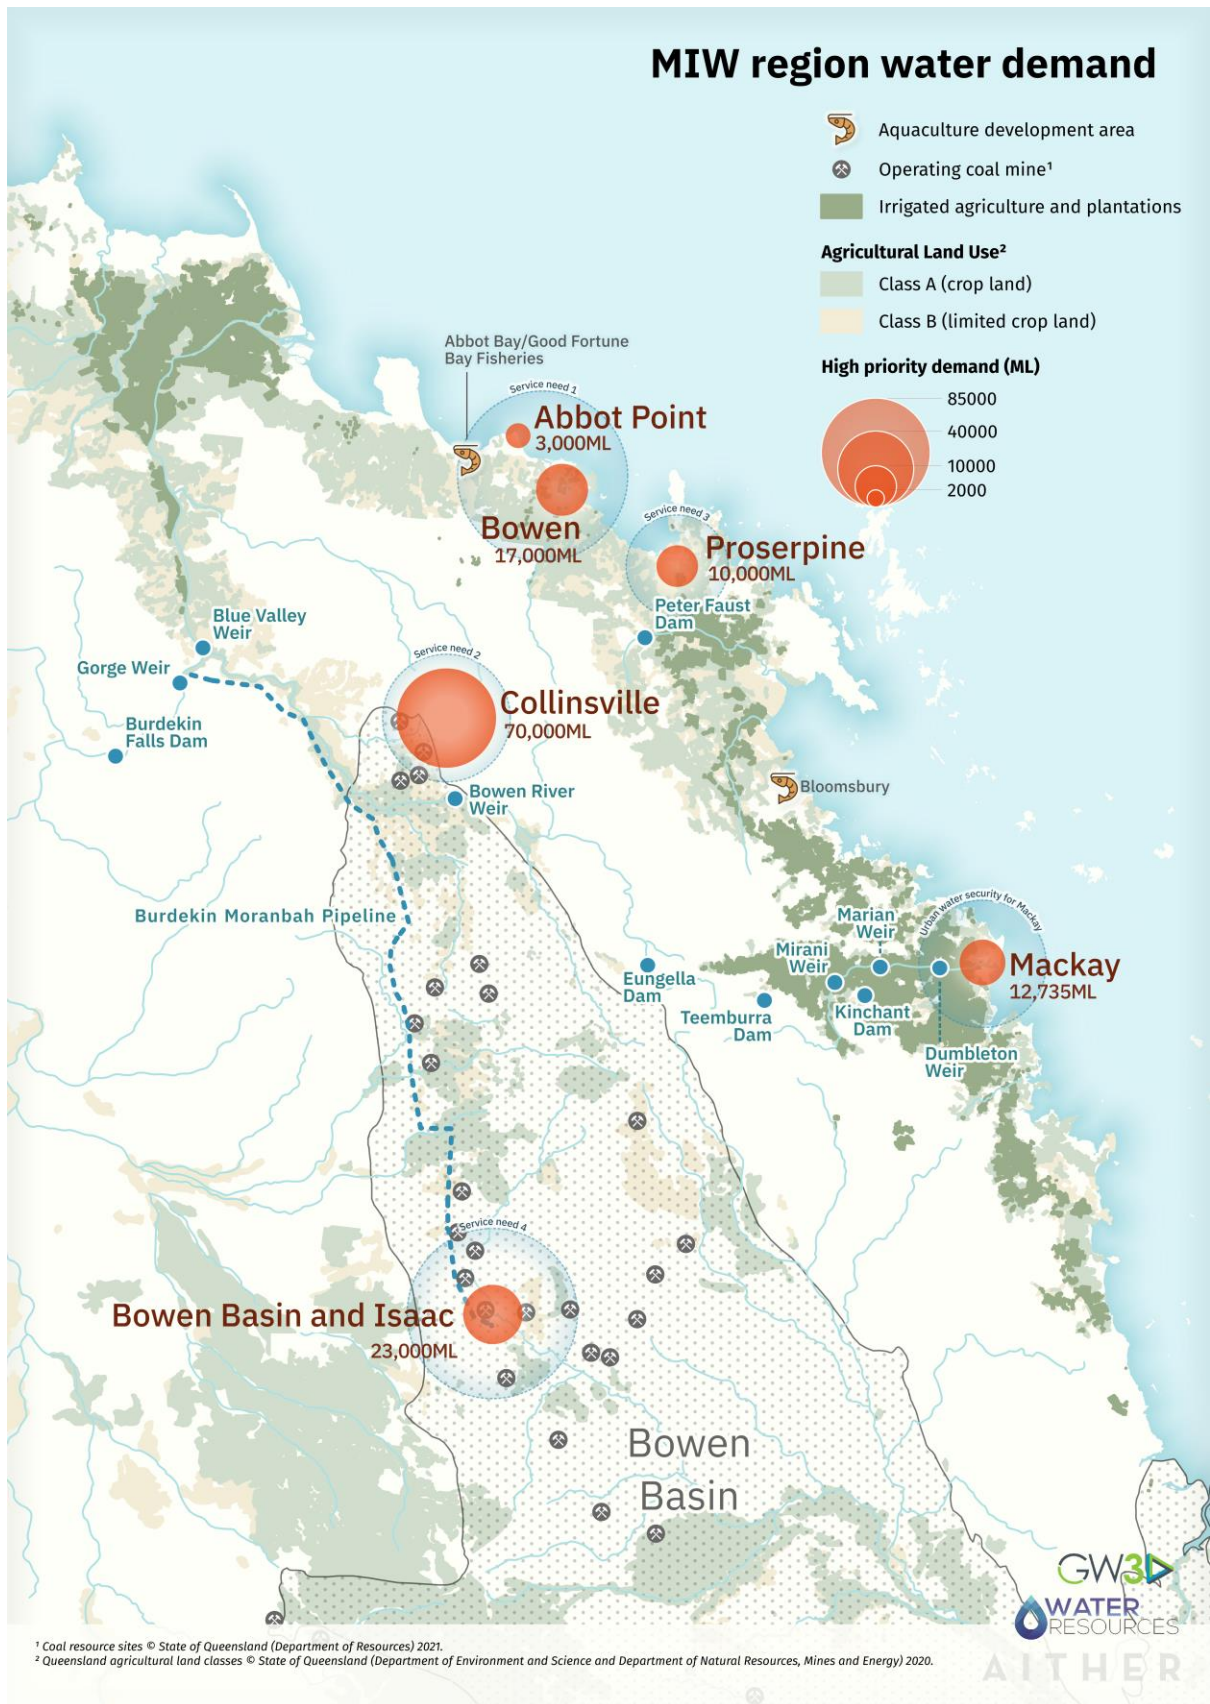 MIW region water demand
Aquaculture development area
Operating coal mine¹
Irrigated agriculture and plantations
Agricultural Land Use²
Class A (crop land)
Class B (limited crop land)
High priority demand (ML)
85000
40000
10000
2000
Abbot Bay/Good Fortune
Bay Fisheries
Service need 1
Abbot Point
3,000ML
Bowen
17,000ML
Service need 3
Proserpine
10,000ML
Peter Faust
Dam
Blue Valley
Weir
Gorge Weir
Burdekin
Falls Dam
Service need 2
Collinsville
70,000ML
Bowen River
Weir
Bloomsbury
Burdekin Moranbah Pipeline
Urban water security for Mackay
Marian
Weir
Mirani
Weir
Mackay
12,735ML
Eungella
Dam
Teemburra
Dam
Kinchant
Dam
Dumbleton
Weir
Service need 4
Bowen Basin and Isaac
23,000ML
Bowen
Basin
GW3D
WATER
RESOURCES
AITHER
¹ Coal resource sites © State of Queensland (Department of Resources) 2021.
² Queensland agricultural land classes © State of Queensland (Department of Environment and Science and Department of Natural Resources, Mines and Energy) 2020.